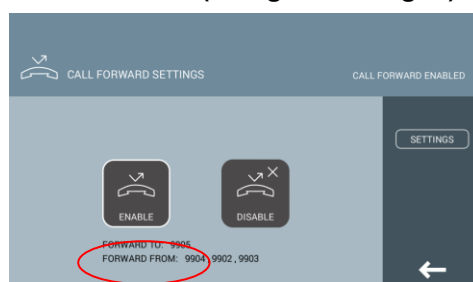 CALL FORWARD SETTINGS
CALL FORWARD ENABLED
SETTINGS
ENABLE
DISABLE
FORWARD TO: 9905
FORWARD FROM: 9904, 9902 , 9903